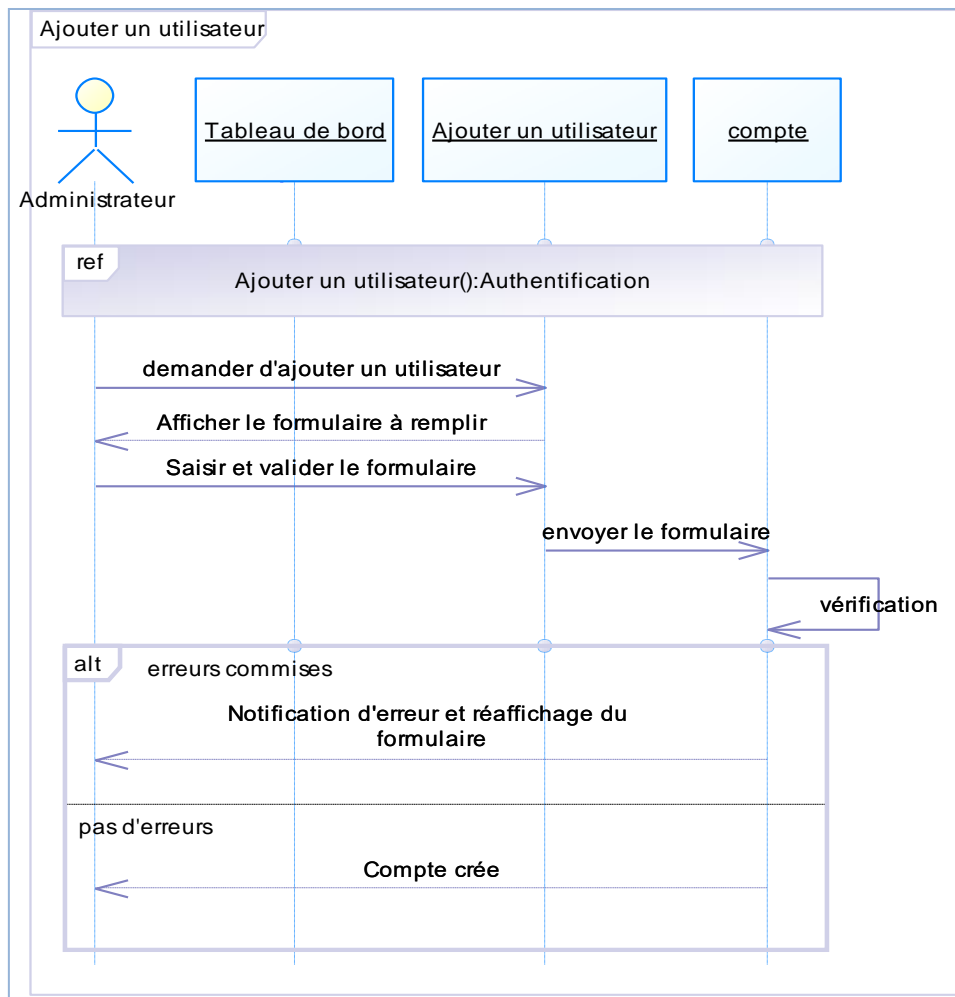 Ajouter un utilisateur
Tableau de bord
Ajouter un utilisateur
compte
Administrateur
ref
Ajouter un utilisateur():Authentification
demander d'ajouter un utilisateur
Afficher le formulaire à remplir
Saisir et valider le formulaire
envoyer le formulaire
vérification
alt
erreurs commises
Notification d'erreur et réaffichage du
formulaire
pas d'erreurs
Compte crée